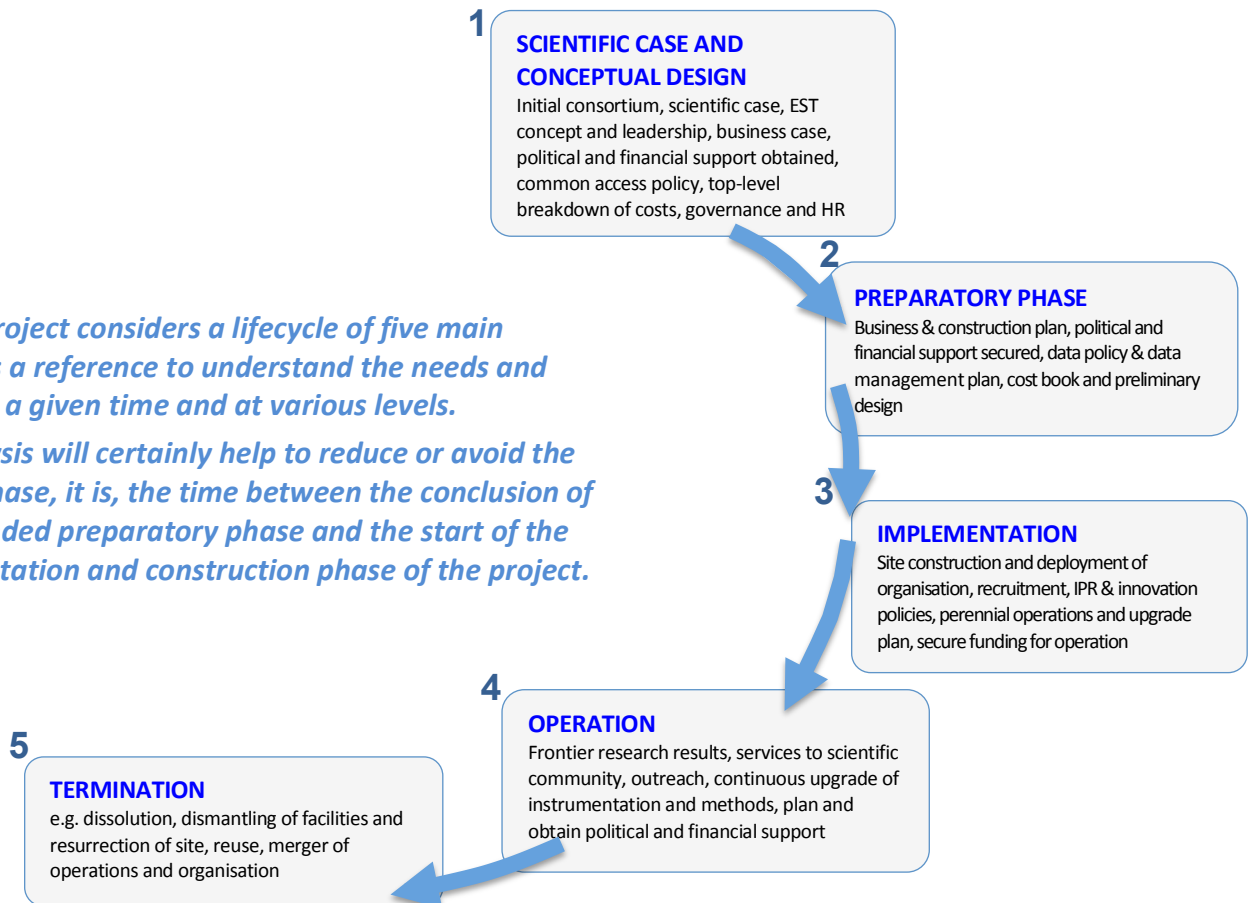 1
SCIENTIFIC CASE AND
CONCEPTUAL DESIGN
Initial consortium, scientific case, EST
concept and leadership, business case,
political and financial support obtained,
common access policy, top-level
breakdown of costs, governance and HR
2
PREPARATORY PHASE
Business & construction plan, political and
financial support secured, data policy & data
management plan, cost book and preliminary
design
roject considers a lifecycle of five main
s a reference to understand the needs and
a given time and at various levels.
sis will certainly help to reduce or avoid the
hase, it is, the time between the conclusion of
ded preparatory phase and the start of the
tation and construction phase of the project.
3
IMPLEMENTATION
Site construction and deployment of
organisation, recruitment, IPR & innovation
policies, perennial operations and upgrade
plan, secure funding for operation
4
OPERATION
Frontier research results, services to scientific
community, outreach, continuous upgrade of
instrumentation and methods, plan and
obtain political and financial support
5
TERMINATION
e.g. dissolution, dismantling of facilities and
resurrection of site, reuse, merger of
operations and organisation